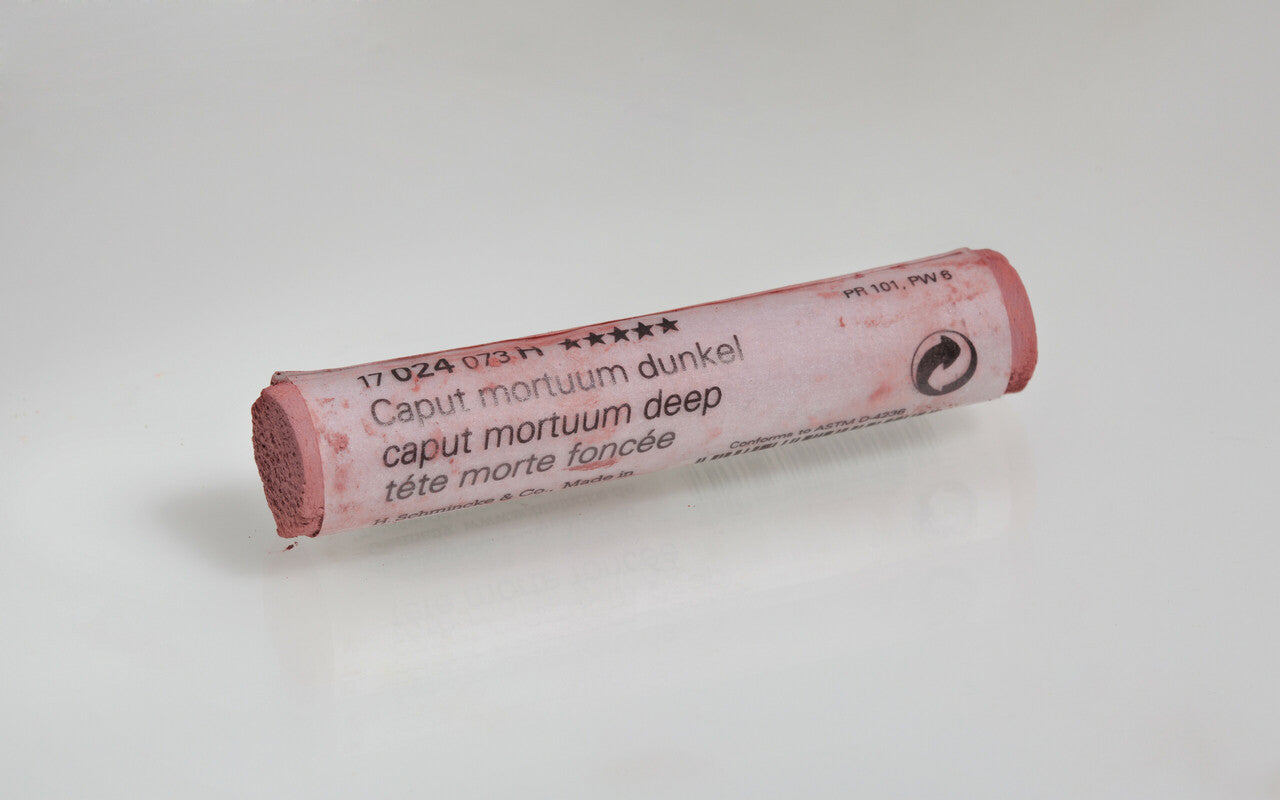 17 024 073 H ★★★★★
Caput mortuum dunkel
caput mortuum deep
téte morte foncée
H. Schmincke & Co., Made in
PR 101, PW 6
Conforms to ASTM D-4236